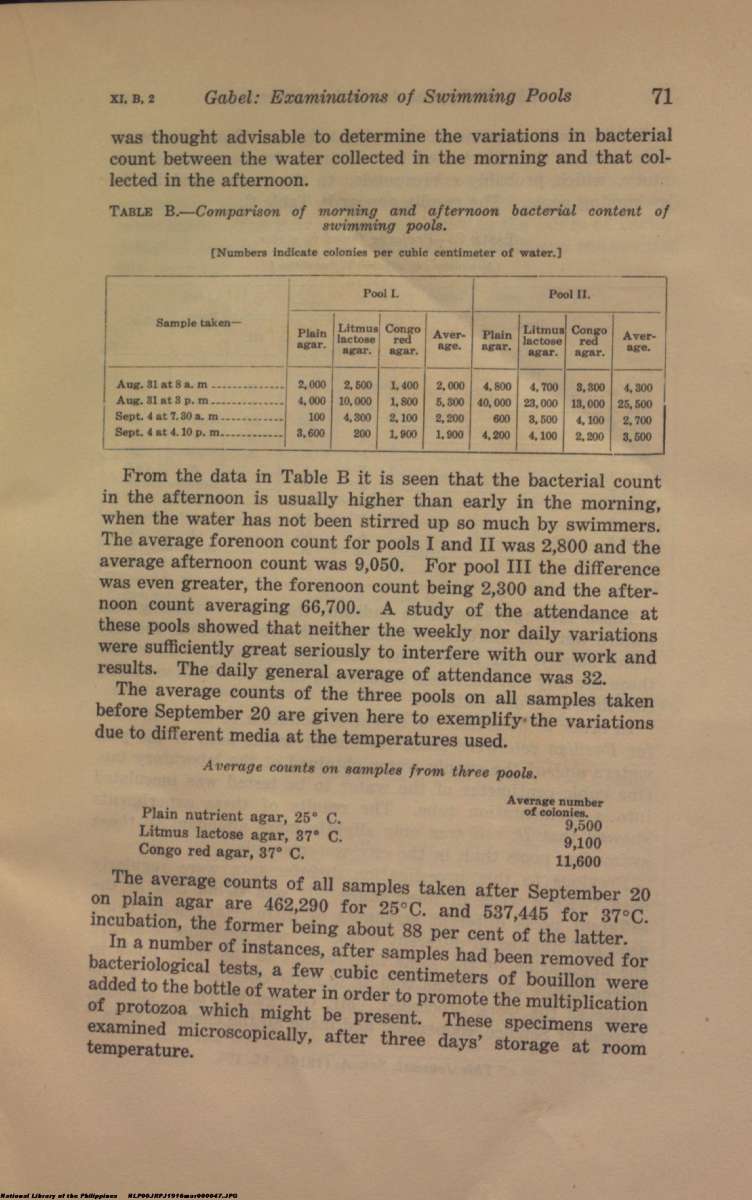 XI, B, 2 Gabel: Examinations of Swimming Pools 71
was thought advisable to determine the variations in bacterial
count between the water collected in the morning and that col-
lected in the afternoon.
TABLE B.—Comparison of morning and afternoon bacterial content of
swimming pools.
[Numbers indicate colonies per cubic centimeter of water.]
Sample taken— Pool I. Pool II.
Plain agar. Litmus lactose agar. Congo red agar. Aver-age. Plain agar. Litmus lactose agar. Congo red agar. Aver-age.
Aug. 31 at 8 a. m 2,000 2,500 1,400 2,000 4,800 4,700 3,300 4,300
Aug. 31 at 3 p. m 4,000 10,000 1,800 5,300 40,000 23,000 13,000 25,500
Sept. 4 at 7.30 a. m 100 4,300 2,100 2,200 600 3,500 4,100 2,700
Sept. 4 at 4.10 p. m 3,600 200 1,900 1,900 4,200 4,100 2,200 3,500
From the data in Table B it is seen that the bacterial count
in the afternoon is usually higher than early in the morning,
when the water has not been stirred up so much by swimmers.
The average forenoon count for pools I and II was 2,800 and the
average afternoon count was 9,050. For pool III the difference
was even greater, the forenoon count being 2,300 and the after-
noon count averaging 66,700. A study of the attendance at
these pools showed that neither the weekly nor daily variations
were sufficiently great seriously to interfere with our work and
results. The daily general average of attendance was 32.
The average counts of the three pools on all samples taken
before September 20 are given here to exemplify the variations
due to different media at the temperatures used.
Average counts on samples from three pools.
Average number
of colonies.
Plain nutrient agar, 25° C. 9,500
Litmus lactose agar, 37° C. 9,100
Congo red agar, 37° C. 11,600
The average counts of all samples taken after September 20
on plain agar are 462,290 for 25°C. and 537,445 for 37°C.
incubation, the former being about 88 per cent of the latter.
In a number of instances, after samples had been removed for
bacteriological tests, a few cubic centimeters of bouillon were
added to the bottle of water in order to promote the multiplication
of protozoa which might be present. These specimens were
examined microscopically, after three days' storage at room
temperature.
National Library of the Philippines NLP00JRPJ1916mar000047.JPG